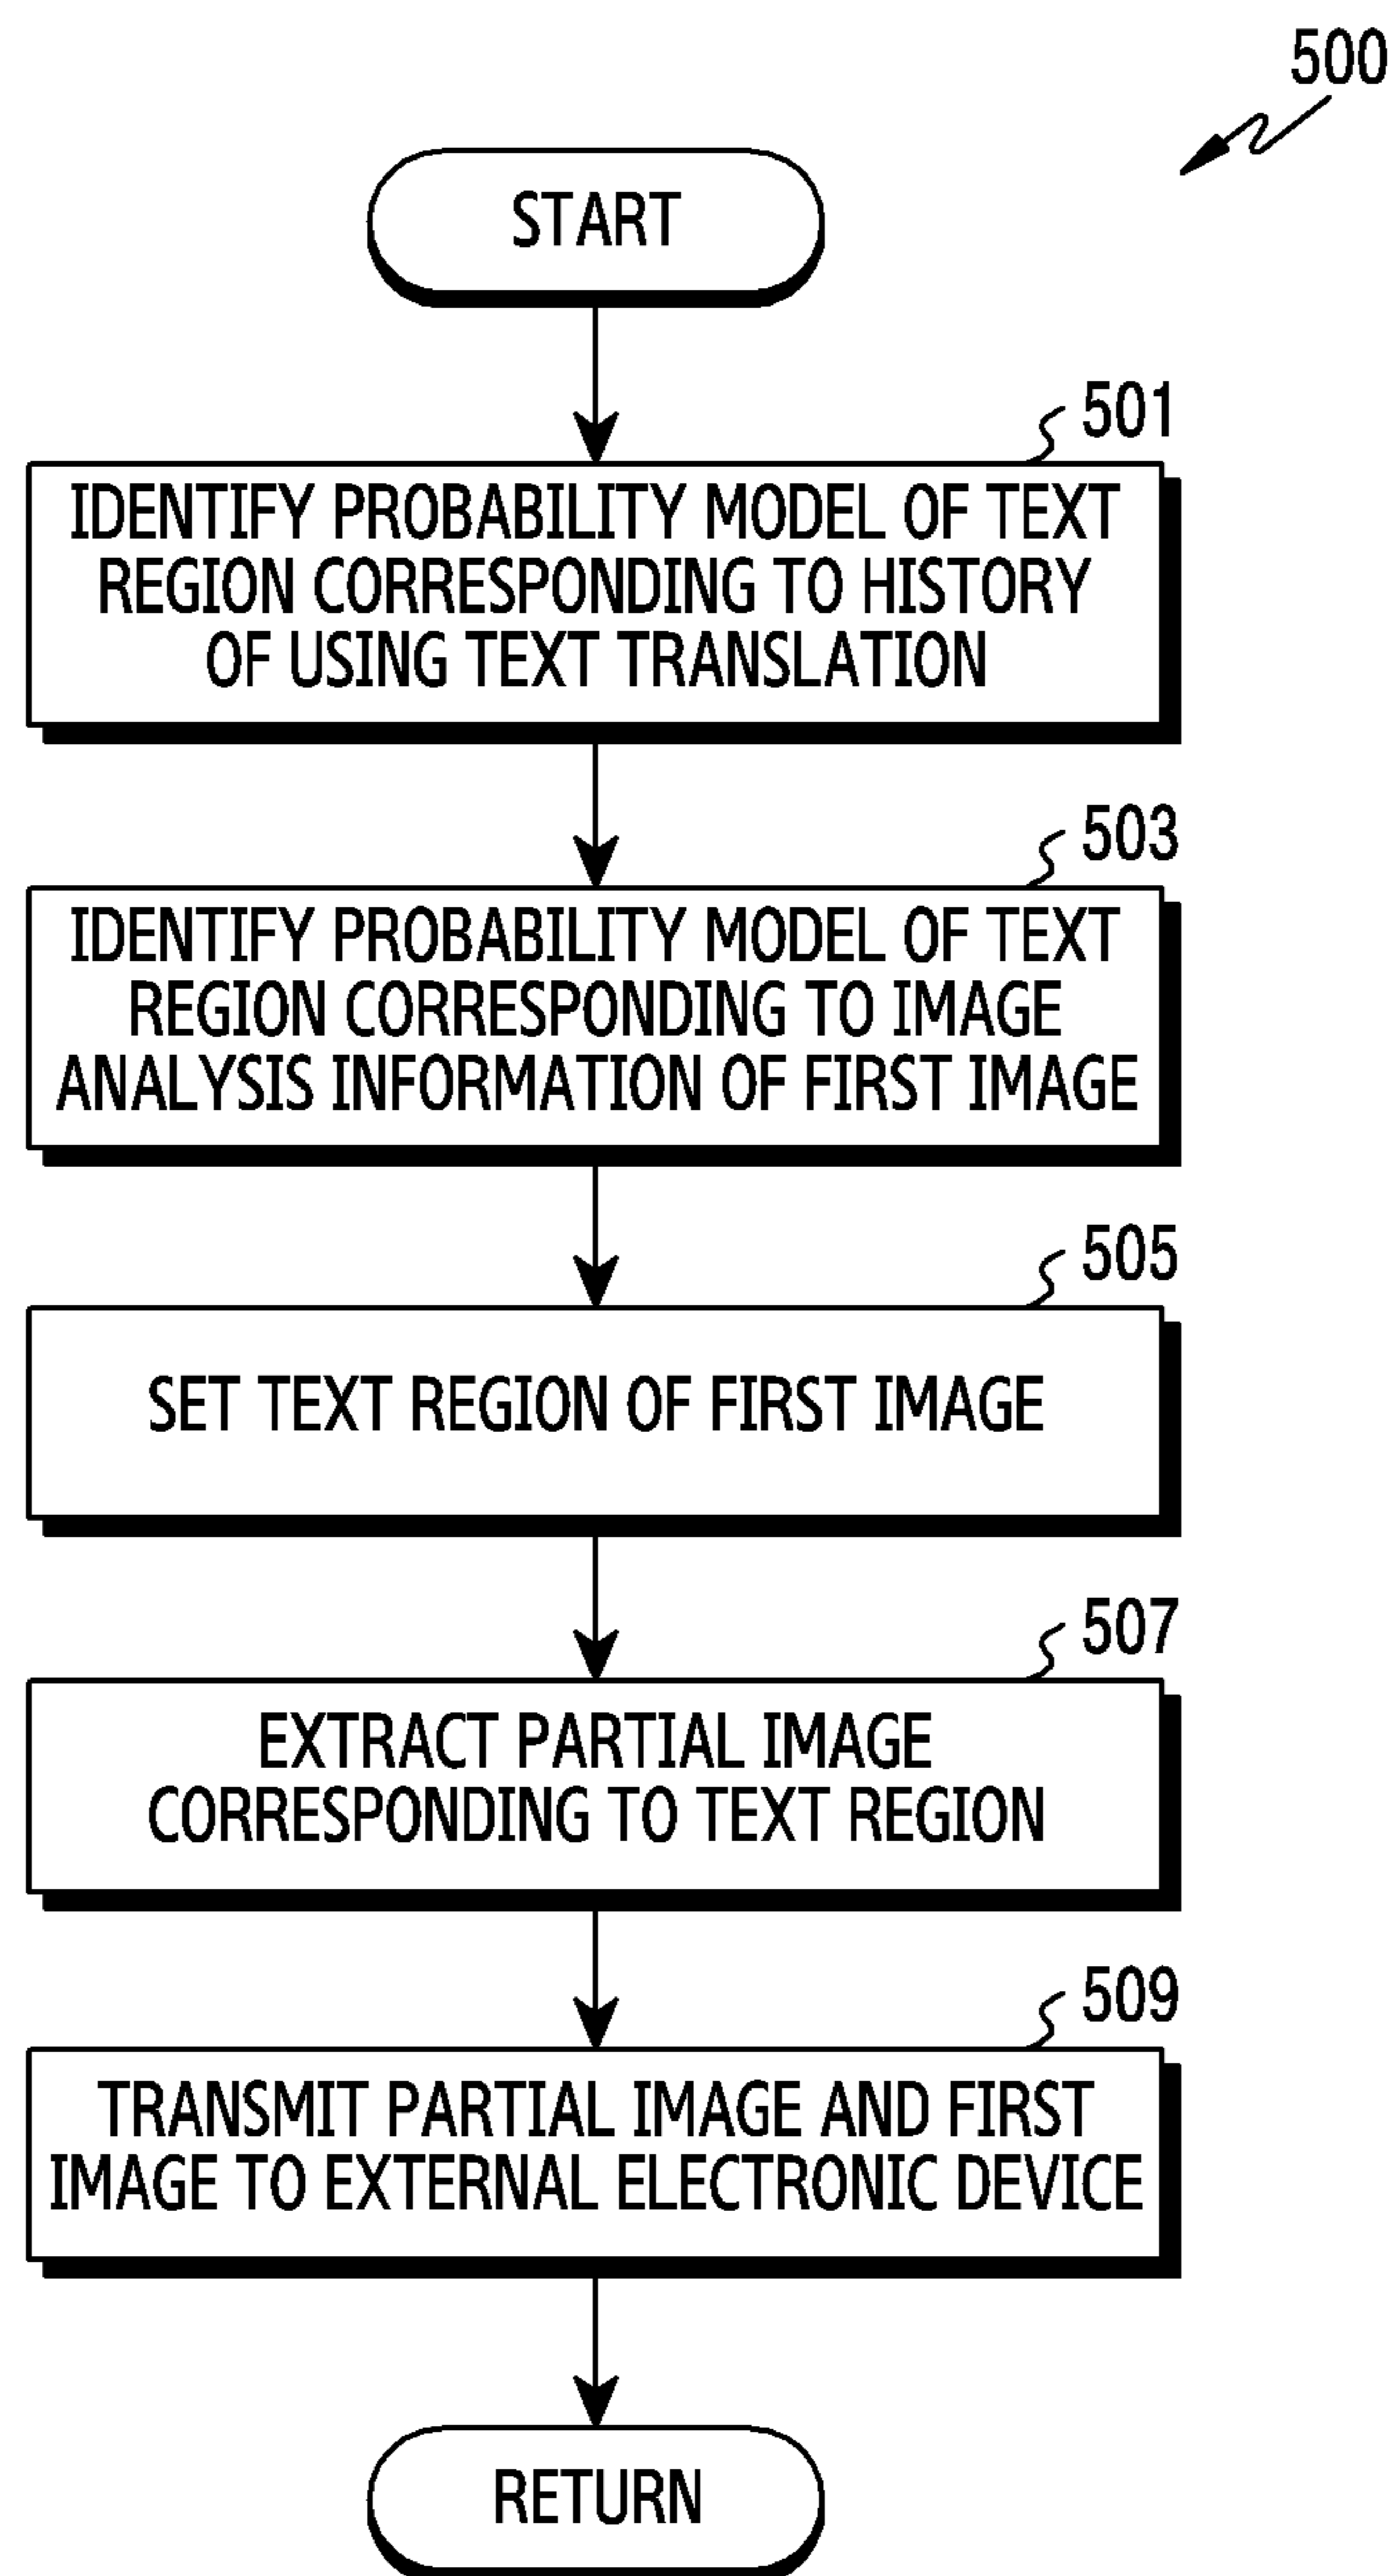 500
START
501
IDENTIFY PROBABILITY MODEL OF TEXT
REGION CORRESPONDING TO HISTORY
OF USING TEXT TRANSLATION
503
IDENTIFY PROBABILITY MODEL OF TEXT
REGION CORRESPONDING TO IMAGE
ANALYSIS INFORMATION OF FIRST IMAGE
505
SET TEXT REGION OF FIRST IMAGE
507
EXTRACT PARTIAL IMAGE
CORRESPONDING TO TEXT REGION
509
TRANSMIT PARTIAL IMAGE AND FIRST
IMAGE TO EXTERNAL ELECTRONIC DEVICE
RETURN